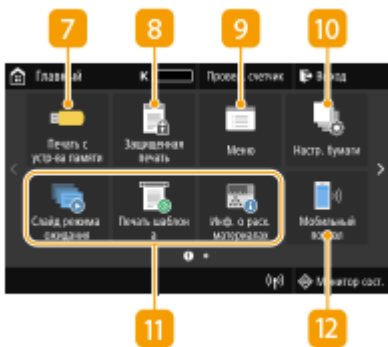 7 8 9 10
Главный К Провер. счетчик Выход
Печать с
устр-ва памяти
Защищенная
печать
Меню
Настр. бумаги
Слайд режима
ожидания
Печать шаблон
а
Инф. о расх.
материалах
Мобильный
портал
Монитор сост.
11 12